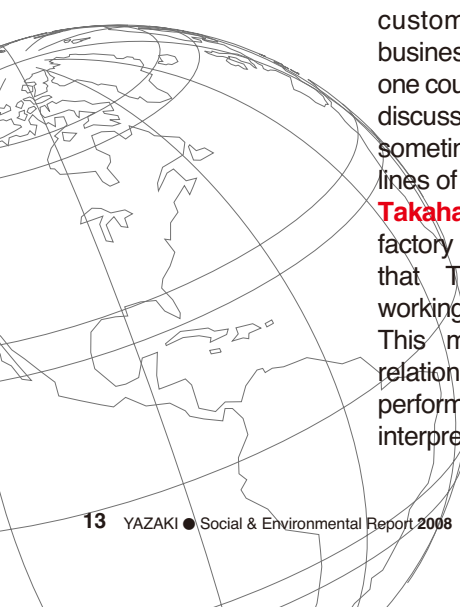 custom
busines
one cou
discuss
sometin
lines of
Takaha
factory
that T
working
This m
relation
perform
interpre
13 YAZAKI ● Social & Environmental Report 2008